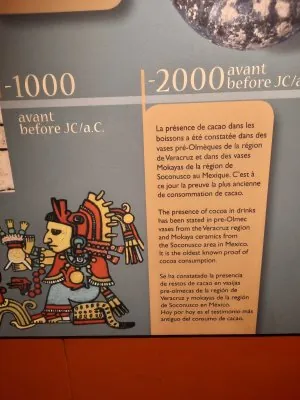 -1000
avant
before JC/a.C.
-2000 avant
before JC/a.
La présence de cacao dans les
boissons a été constatée dans des
vases pré-Olmèques de la région
de Veracruz et dans des vases
Mokayas de la région de
Soconusco au Mexique. C'est à
ce jour la preuve la plus ancienne
de consommation de cacao.
The presence of cocoa in drinks
has been stated in pre-Olmec
vases from the Veracruz region
and Mokaya ceramics from
the Soconusco area in Mexico.
It is the oldest known proof of
cocoa consumption.
Se ha constatado la présencia
de restos de cacao en vasijas
pre-olmecas de la región de
Veracruz y mokayas de la región
de Soconusco en México.
Hoy por hoy es el testimonio más
antiguo del consumo de cacao.